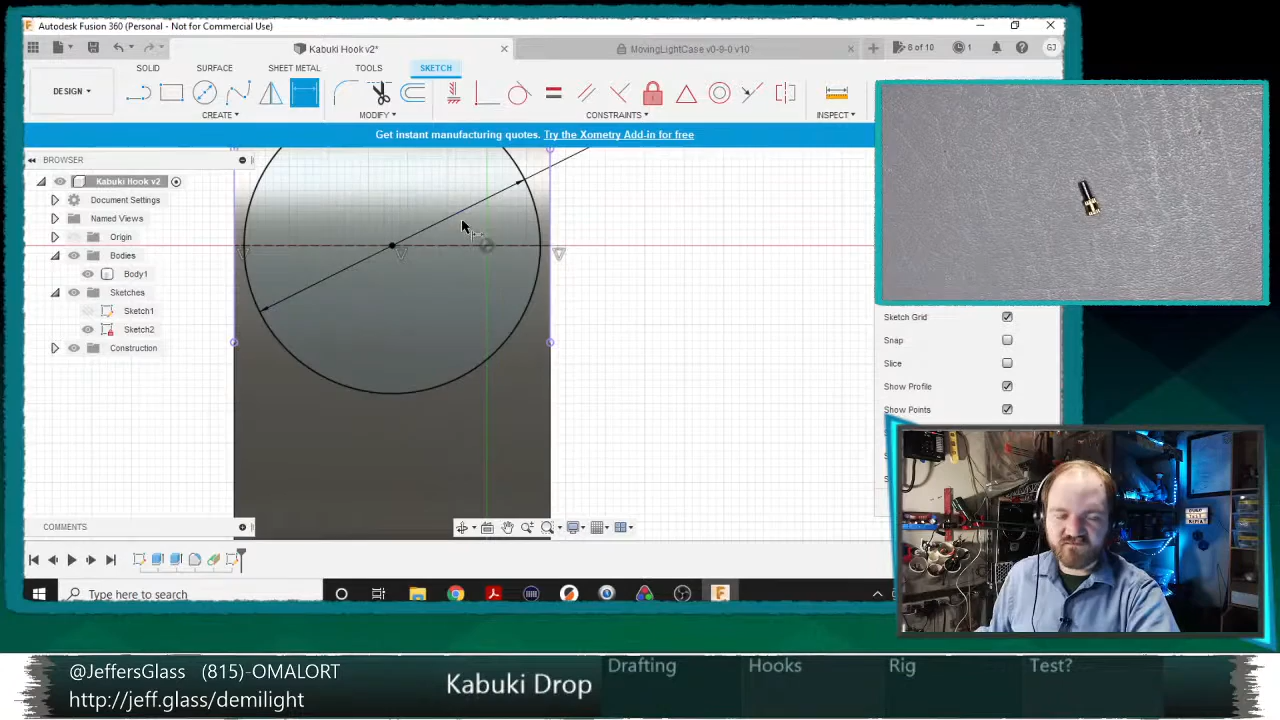 Autodesk Fusion 360 (Personal - Not for Commercial Use)
Kabuki Hook v2*
MovingLightCase v0-9-0 v10
8 of 10
1
GJ
SOLID
SURFACE
SHEET METAL
TOOLS
SKETCH
DESIGN
CREATE
MODIFY
CONSTRAINTS
INSPECT
Get instant manufacturing quotes. Try the Xometry Add-in for free
BROWSER
Kabuki Hook v2
Document Settings
Named Views
Origin
Bodies
Body1
Sketches
Sketch1
Sketch2
Construction
Sketch Grid
Snap
Slice
Show Profile
Show Points
COMMENTS
Type here to search
@JeffersGlass (815)-OMALORT
http://jeff.glass/demilight
Kabuki Drop
Drafting
Hooks
Rig
Test?